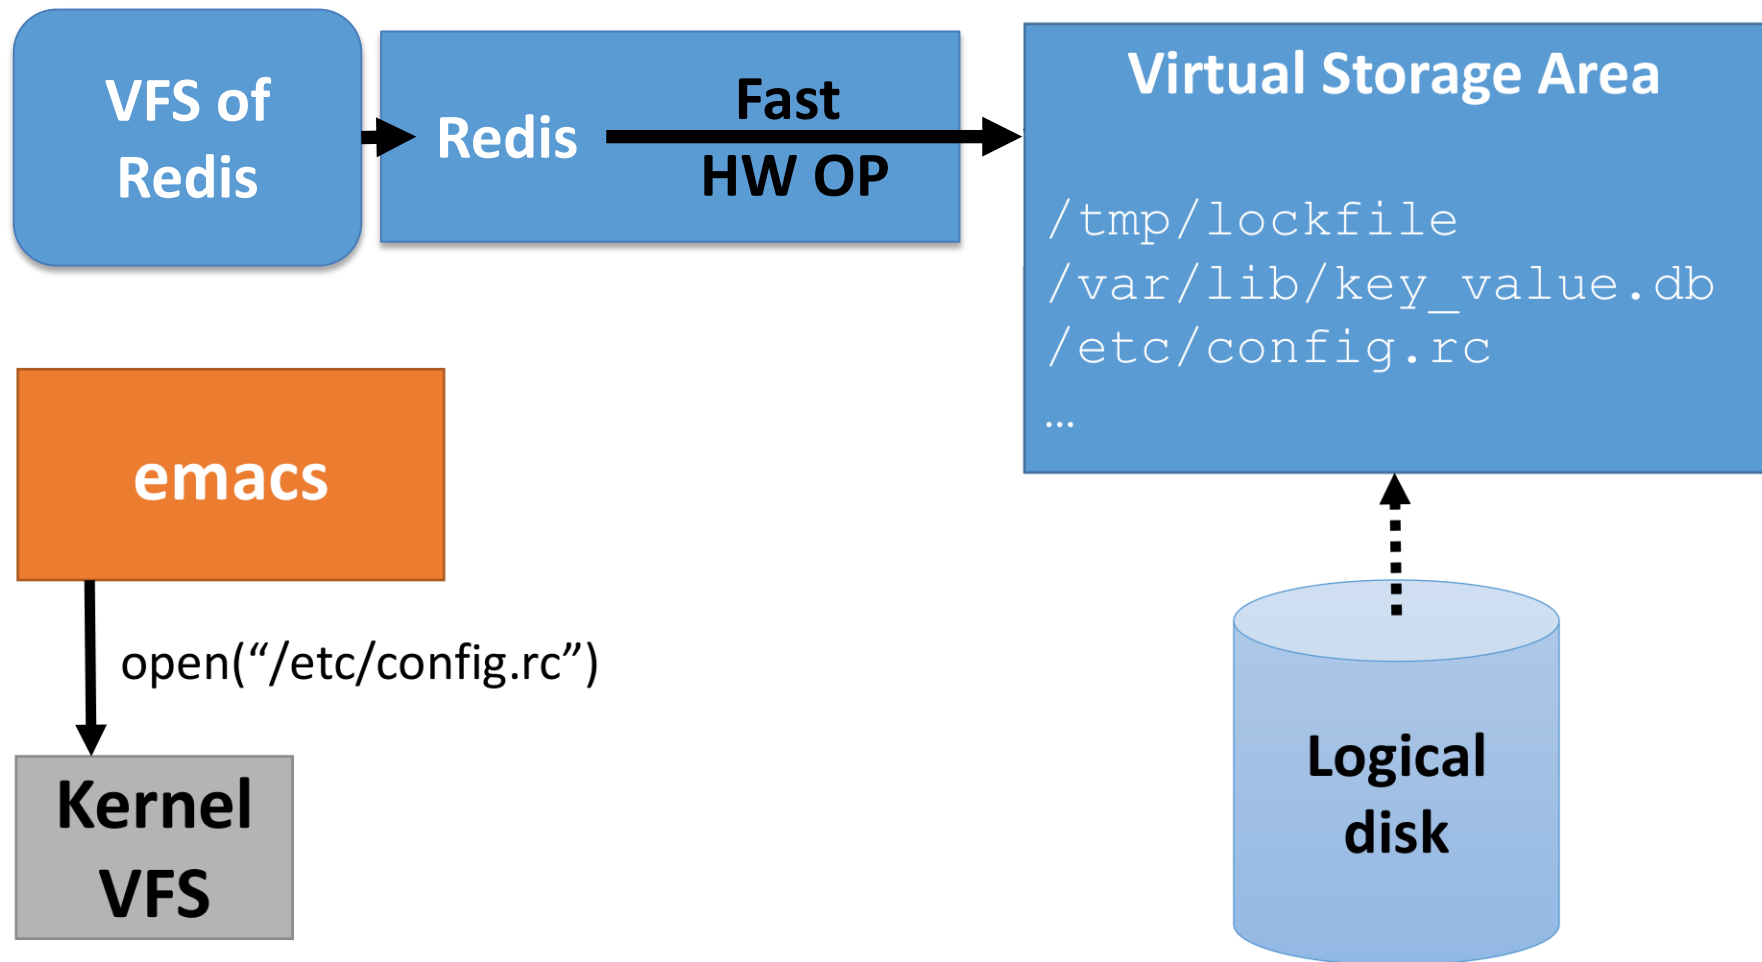 VFS of
Redis
Redis
Fast
HW OP
Virtual Storage Area
/tmp/lockfile
/var/lib/key_value.db
/etc/config.rc
…
emacs
open(“/etc/config.rc”)
Kernel
VFS
Logical
disk